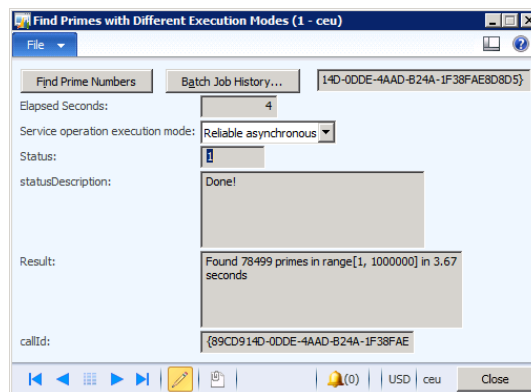 Find Primes with Different Execution Modes (1 - ceu)
File
Find Prime Numbers
Batch Job History...
14D-0DDE-4AAD-B24A-1F38FAE8D8D5}
Elapsed Seconds:
4
Service operation execution mode:
Reliable asynchronous
Status:
1
statusDescription:
Done!
Result:
Found 78499 primes in range[1, 1000000] in 3.67
seconds
callId:
{89CD914D-0DDE-4AAD-B24A-1F38FAE
(0)
USD
ceu
Close